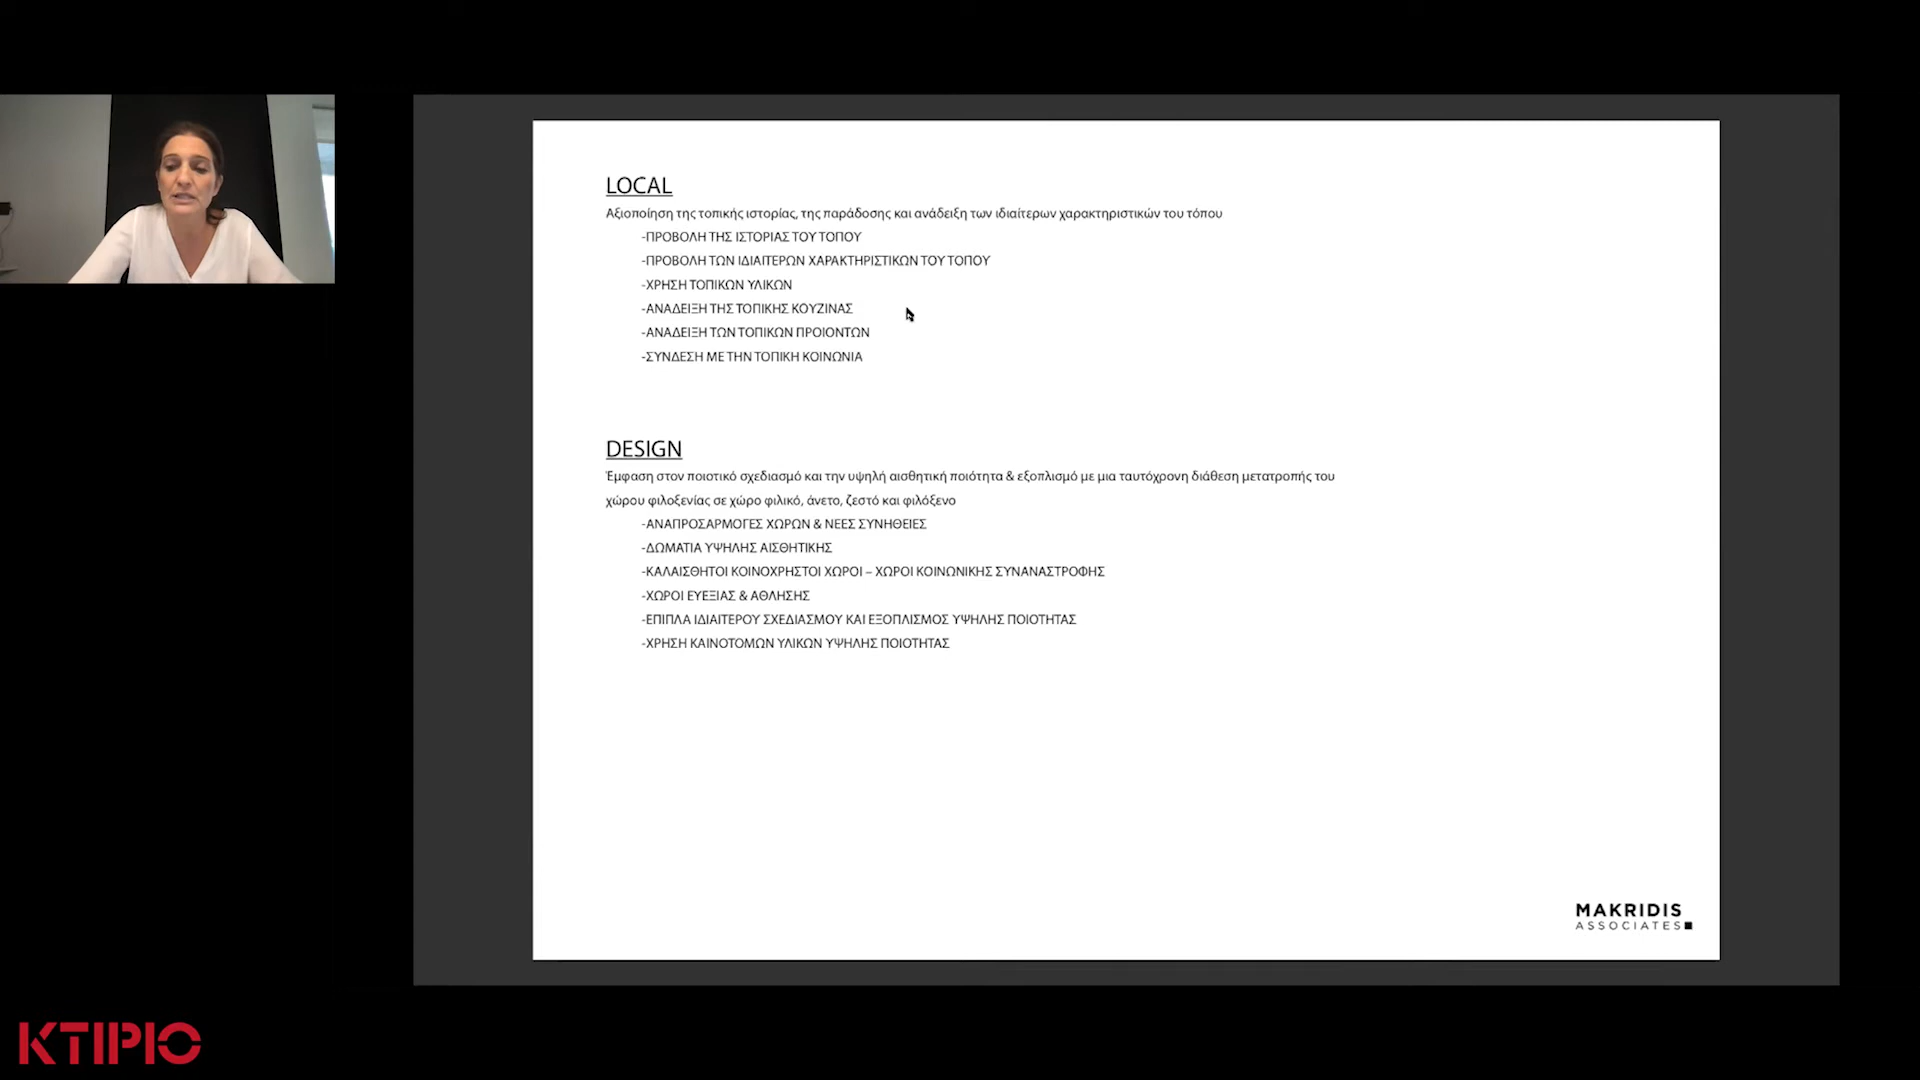 LOCAL
Αξιοποίηση της τοπικής ιστορίας, της παράδοσης και ανάδειξη των ιδιαίτερων χαρακτηριστικών του τόπου
-ΠΡΟΒΟΛΗ ΤΗΣ ΙΣΤΟΡΙΑΣ ΤΟΥ ΤΟΠΟΥ
-ΠΡΟΒΟΛΗ ΤΩΝ ΙΔΙΑΙΤΕΡΩΝ ΧΑΡΑΚΤΗΡΙΣΤΙΚΩΝ ΤΟΥ ΤΟΠΟΥ
-ΧΡΗΣΗ ΤΟΠΙΚΩΝ ΥΛΙΚΩΝ
-ΑΝΑΔΕΙΞΗ ΤΗΣ ΤΟΠΙΚΗΣ ΚΟΥΖΙΝΑΣ
-ΑΝΑΔΕΙΞΗ ΤΩΝ ΤΟΠΙΚΩΝ ΠΡΟΙΟΝΤΩΝ
-ΣΥΝΔΕΣΗ ΜΕ ΤΗΝ ΤΟΠΙΚΗ ΚΟΙΝΩΝΙΑ
DESIGN
Έμφαση στον ποιοτικό σχεδιασμό και την υψηλή αισθητική ποιότητα & εξοπλισμό με μια ταυτόχρονη διάθεση μετατροπής του
χώρου φιλοξενίας σε χώρο φιλικό, άνετο, ζεστό και φιλόξενο
-ΑΝΑΠΡΟΣΑΡΜΟΓΕΣ ΧΩΡΩΝ & ΝΕΕΣ ΣΥΝΗΘΕΙΕΣ
-ΔΩΜΑΤΙΑ ΥΨΗΛΗΣ ΑΙΣΘΗΤΙΚΗΣ
-ΚΑΛΑΙΣΘΗΤΟΙ ΚΟΙΝΟΧΡΗΣΤΟΙ ΧΩΡΟΙ – ΧΩΡΟΙ ΚΟΙΝΩΝΙΚΗΣ ΣΥΝΑΝΑΣΤΡΟΦΗΣ
-ΧΩΡΟΙ ΕΥΕΞΙΑΣ & ΑΘΛΗΣΗΣ
-ΕΠΙΠΛΑ ΙΔΙΑΙΤΕΡΟΥ ΣΧΕΔΙΑΣΜΟΥ ΚΑΙ ΕΞΟΠΛΙΣΜΟΣ ΥΨΗΛΗΣ ΠΟΙΟΤΗΤΑΣ
-ΧΡΗΣΗ ΚΑΙΝΟΤΟΜΩΝ ΥΛΙΚΩΝ ΥΨΗΛΗΣ ΠΟΙΟΤΗΤΑΣ
MAKRIDIS
ASSOCIATES
ΚΤΙΡΙΟ